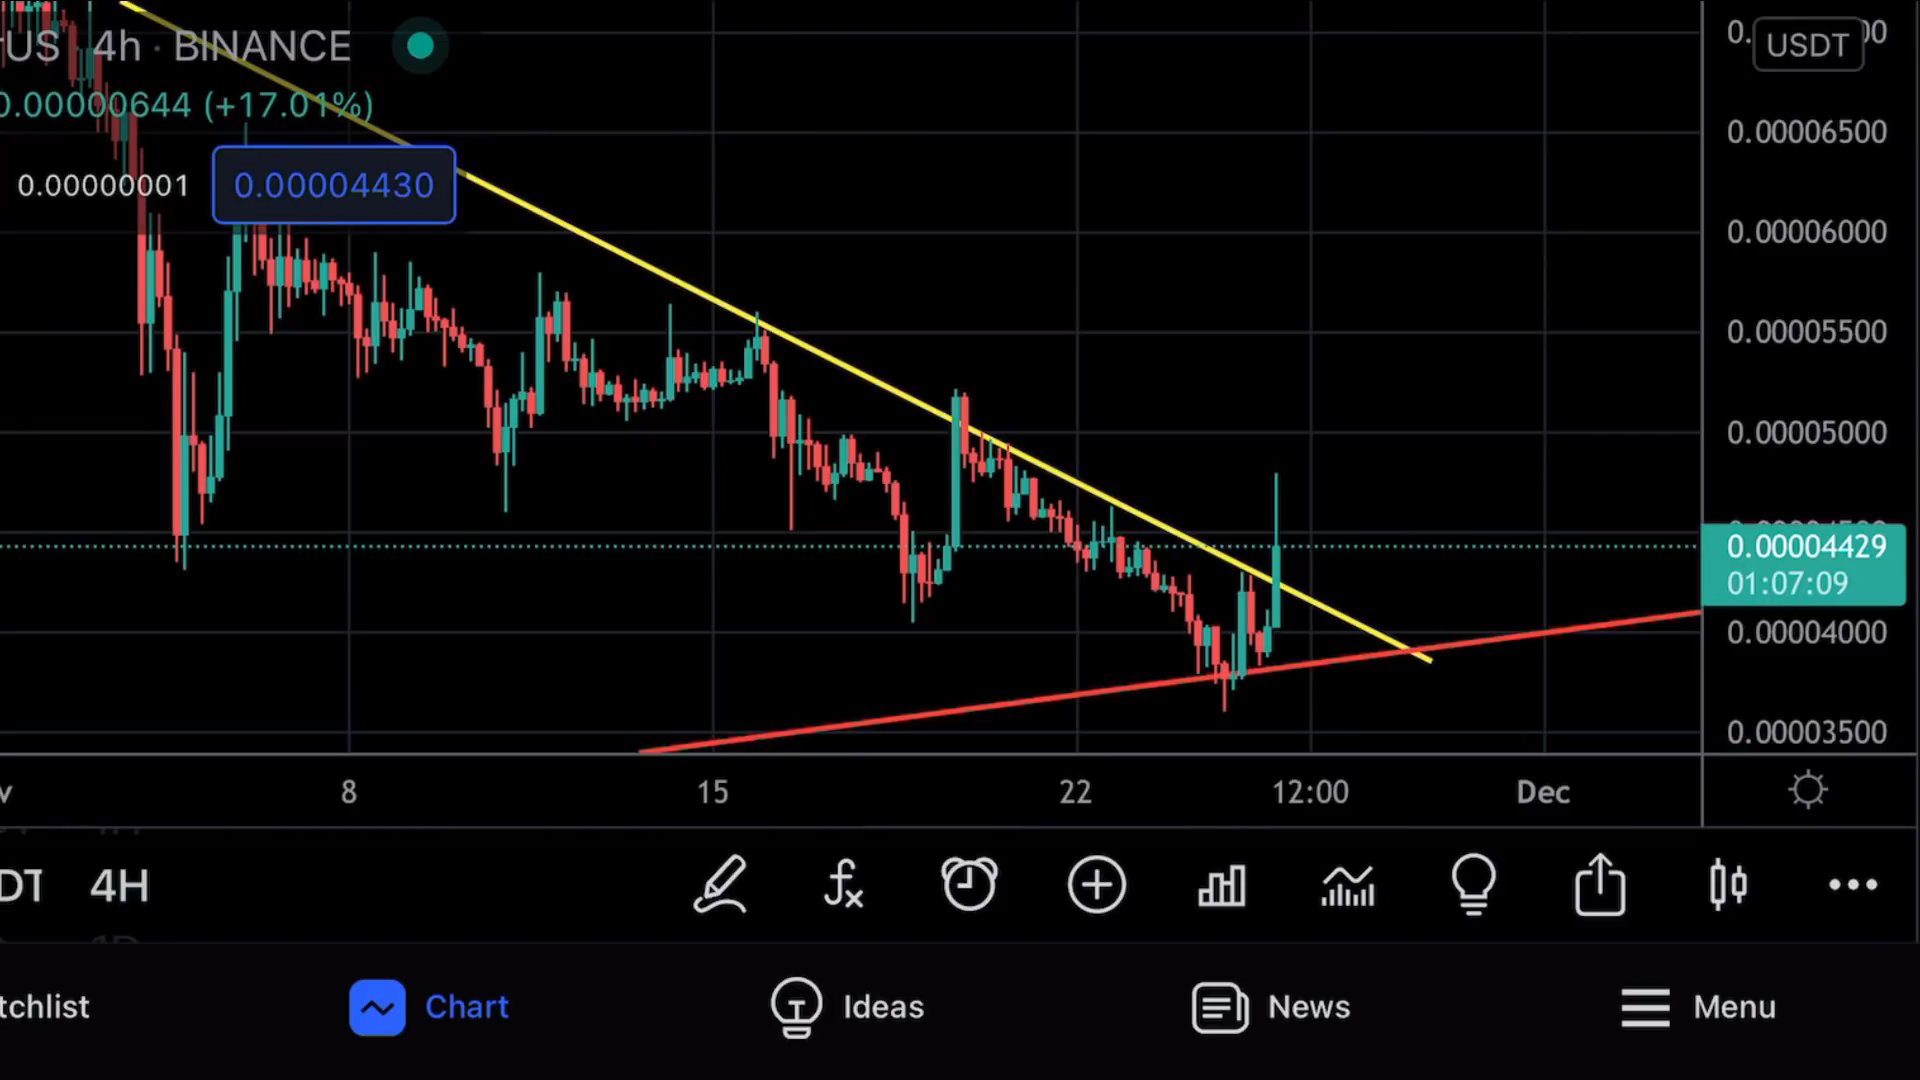 US 4h · BINANCE
0.00000644 (+17.01%)
0.00000001 0.00004430
USDT
0.00006500
0.00006000
0.00005500
0.00005000
0.00004429
01:07:09
0.00004000
0.00003500
8 15 22 12:00 Dec
DT 4H
tchlist Chart Ideas News Menu